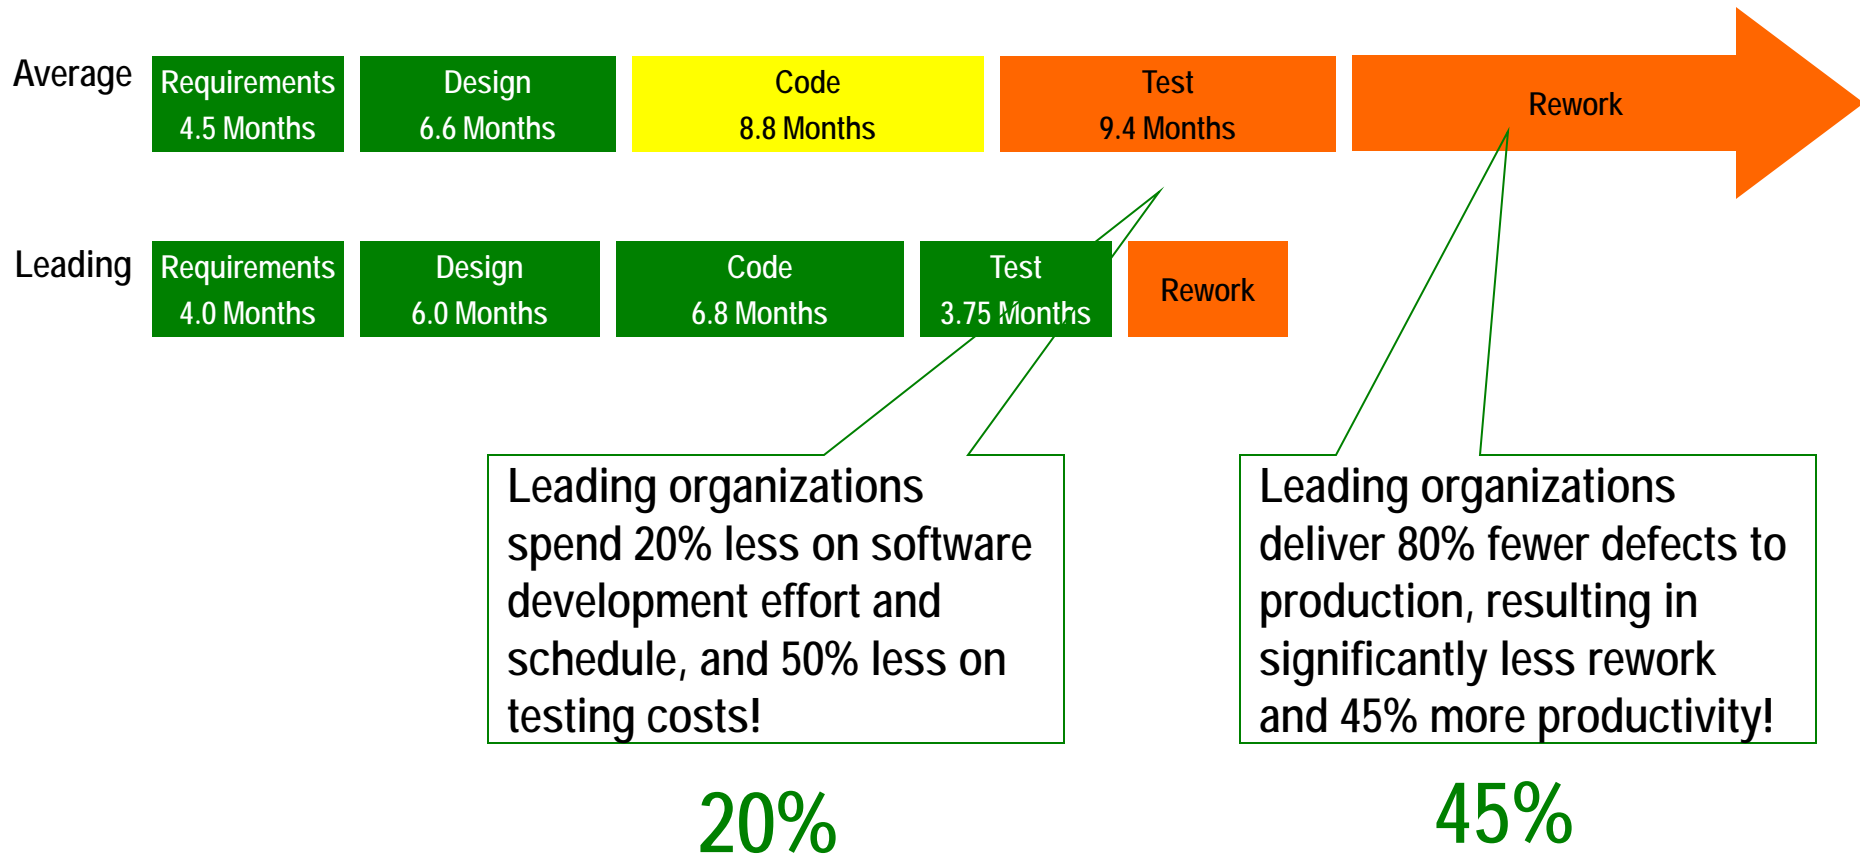 Average
Requirements
4.5 Months
Design
6.6 Months
Code
8.8 Months
Test
9.4 Months
Rework
Leading
Requirements
4.0 Months
Design
6.0 Months
Code
6.8 Months
Test
3.75 Months
Rework
Leading organizations
spend 20% less on software
development effort and
schedule, and 50% less on
testing costs!
Leading organizations
deliver 80% fewer defects to
production, resulting in
significantly less rework
and 45% more productivity!
20%
45%